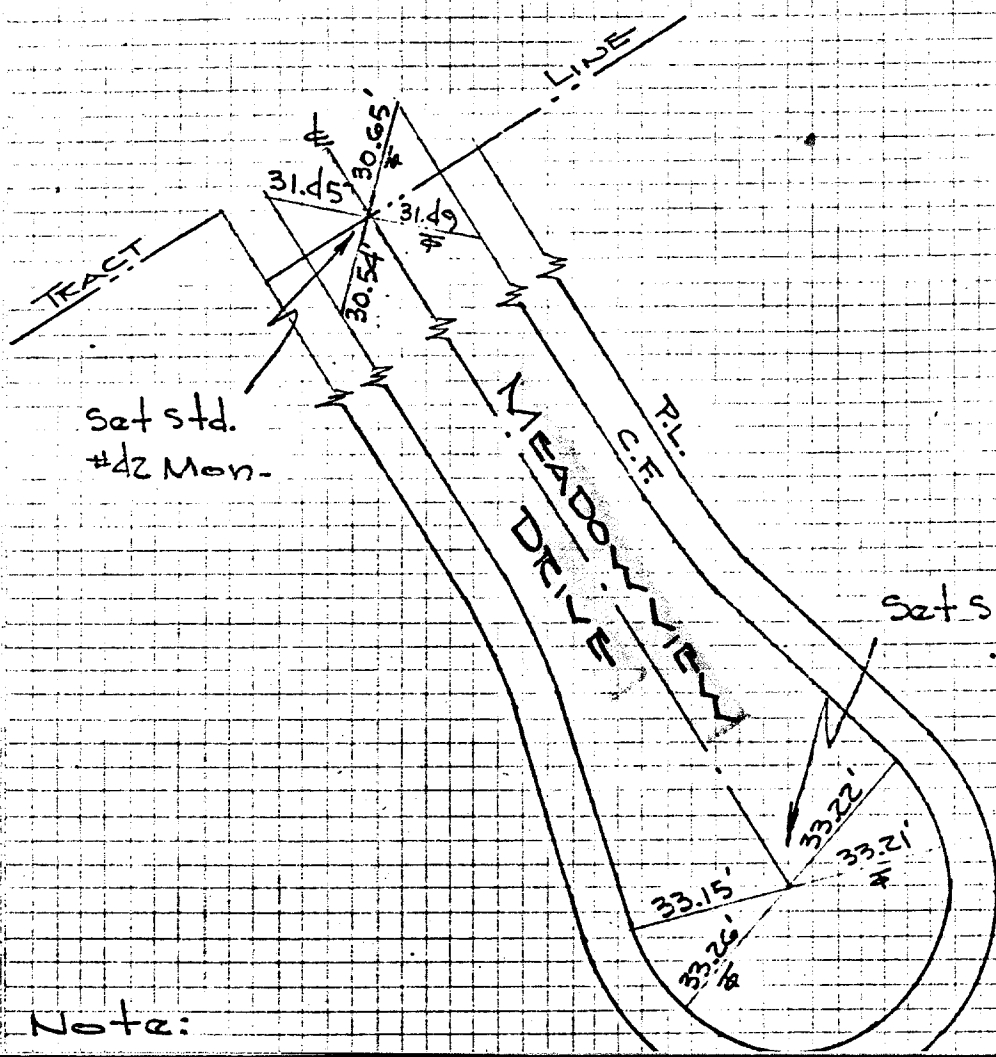 LINE
30.65'
31.45'
31.49
30.54'
TRACT
Set Std.
#42 Mon.
MEADOWVIEW
DRIVE
P.L.
C.F.
Set S
33.22'
33.21'
33.15'
33.26'
Note: